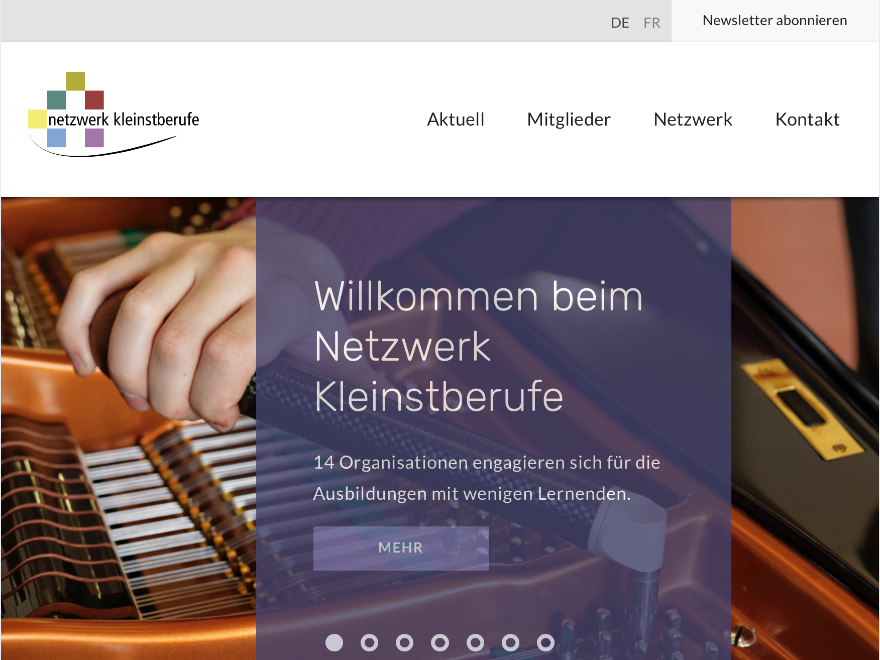 DE FR Newsletter abonnieren
netzwerk kleinstberufe
Aktuell Mitglieder Netzwerk Kontakt
Willkommen beim
Netzwerk
Kleinstberufe
14 Organisationen engagieren sich für die
Ausbildungen mit wenigen Lernenden.
MEHR